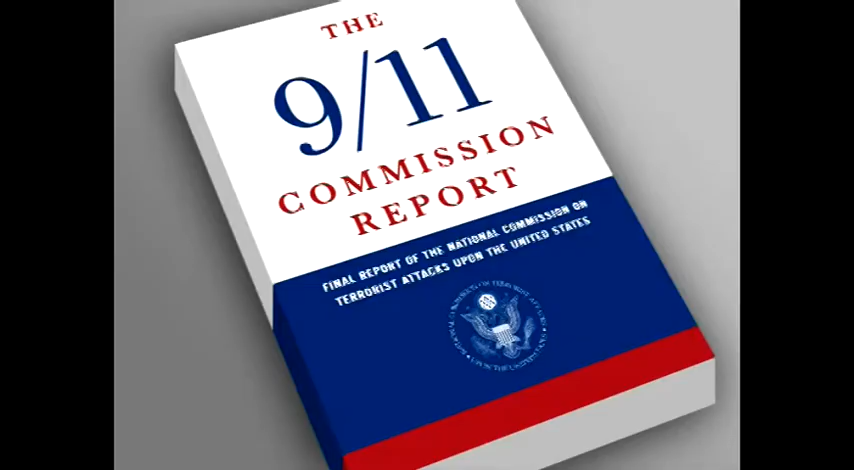 THE
9/11
COMMISSION
REPORT
FINAL REPORT OF THE NATIONAL COMMISSION ON
TERRORIST ATTACKS UPON THE UNITED STATES